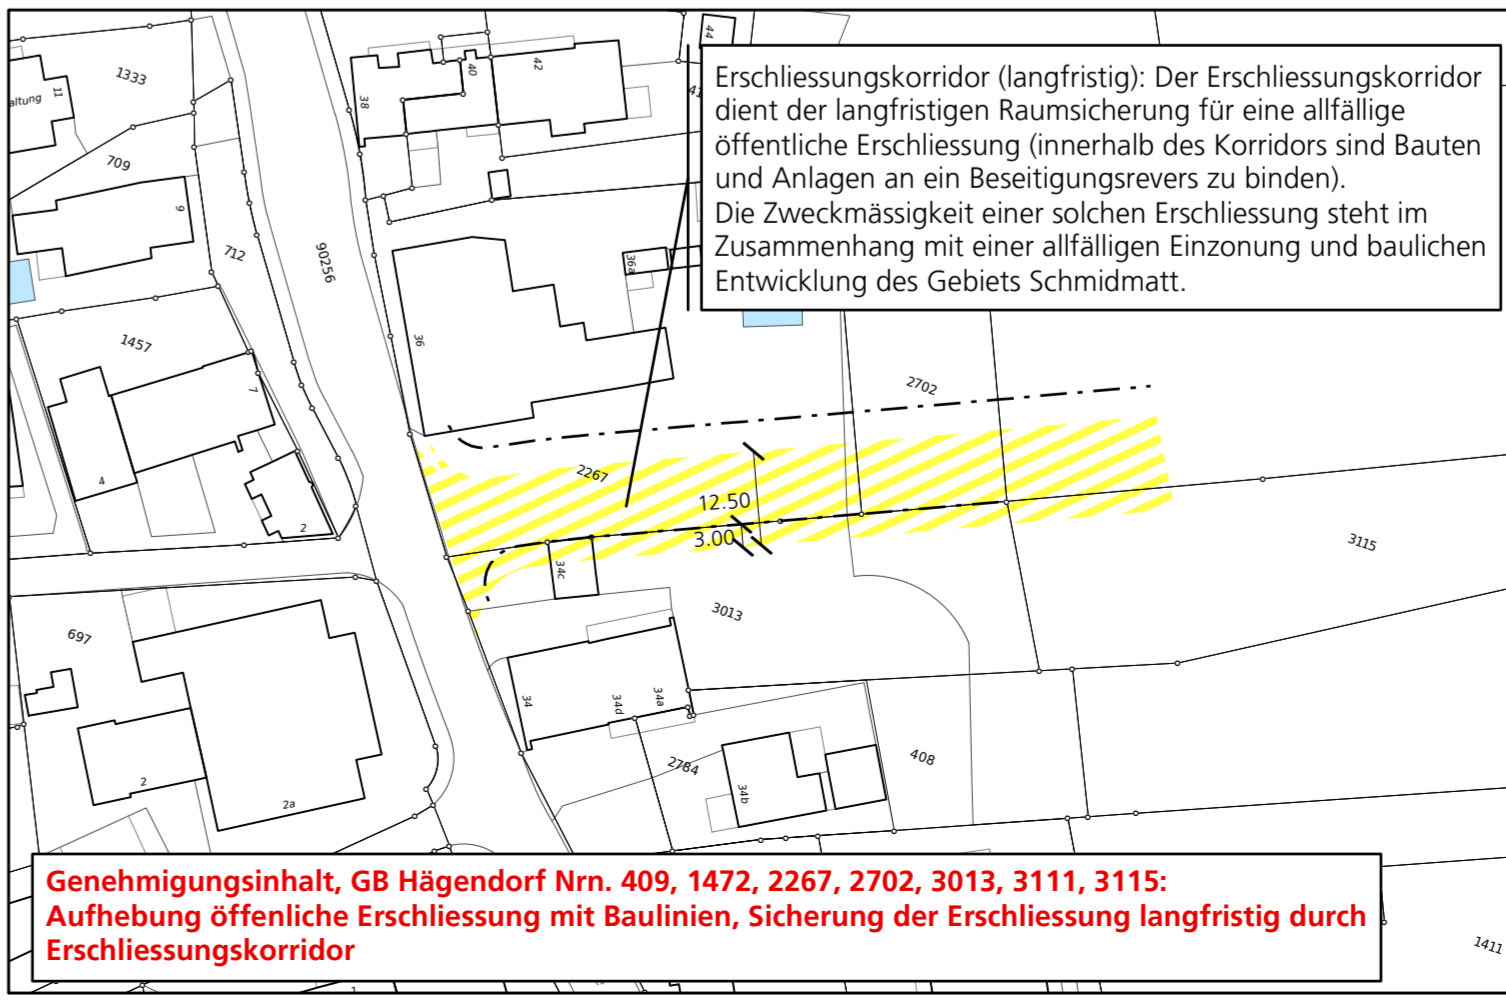 44
1333
11
altung
38
40
42
41
Erschliessungskorridor (langfristig): Der Erschliessungskorridor
dient der langfristigen Raumsicherung für eine allfällige
öffentliche Erschliessung (innerhalb des Korridors sind Bauten
und Anlagen an ein Beseitigungsrevers zu binden).
Die Zweckmässigkeit einer solchen Erschliessung steht im
Zusammenhang mit einer allfälligen Einzonung und baulichen
Entwicklung des Gebiets Schmidmatt.
709
9
712
90256
36a
36
1457
7
2702
4
2
2267
12.50
3.00
3115
34c
3013
697
34
34d
34a
2784
408
34b
2
2a
Genehmigungsinhalt, GB Hägendorf Nrn. 409, 1472, 2267, 2702, 3013, 3111, 3115:
Aufhebung öffenliche Erschliessung mit Baulinien, Sicherung der Erschliessung langfristig durch
Erschliessungskorridor
1411